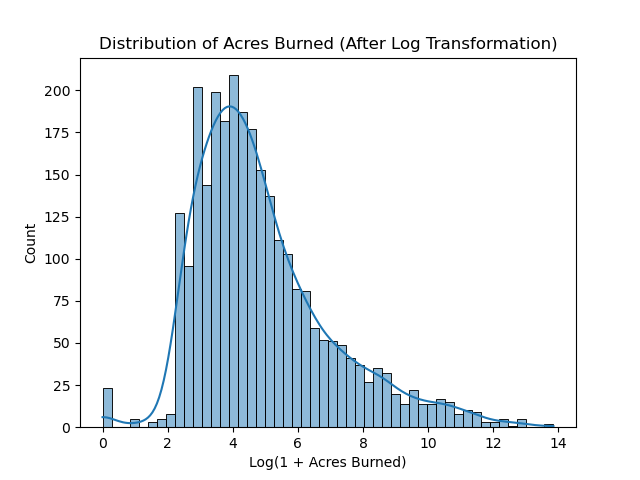 Distribution of Acres Burned (After Log Transformation)
200
175
150
125
100
75
50
25
0
Count
0 2 4 6 8 10 12 14
Log(1 + Acres Burned)